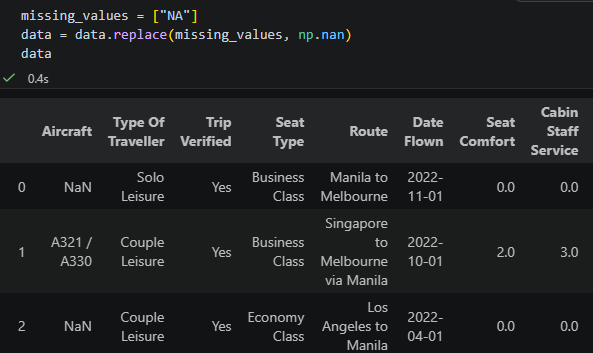 missing_values = ["NA"]
data = data.replace(missing_values, np.nan)
data
0.4s
Aircraft Type Of Traveller Trip Verified Seat Type Route Date Flown Seat Comfort Cabin Staff Service
0 NaN Solo Leisure Yes Business Class Manila to Melbourne 2022-11-01 0.0 0.0
1 A321 / A330 Couple Leisure Yes Business Class Singapore to Melbourne via Manila 2022-10-01 2.0 3.0
2 NaN Couple Leisure Yes Economy Class Los Angeles to Manila 2022-04-01 0.0 0.0